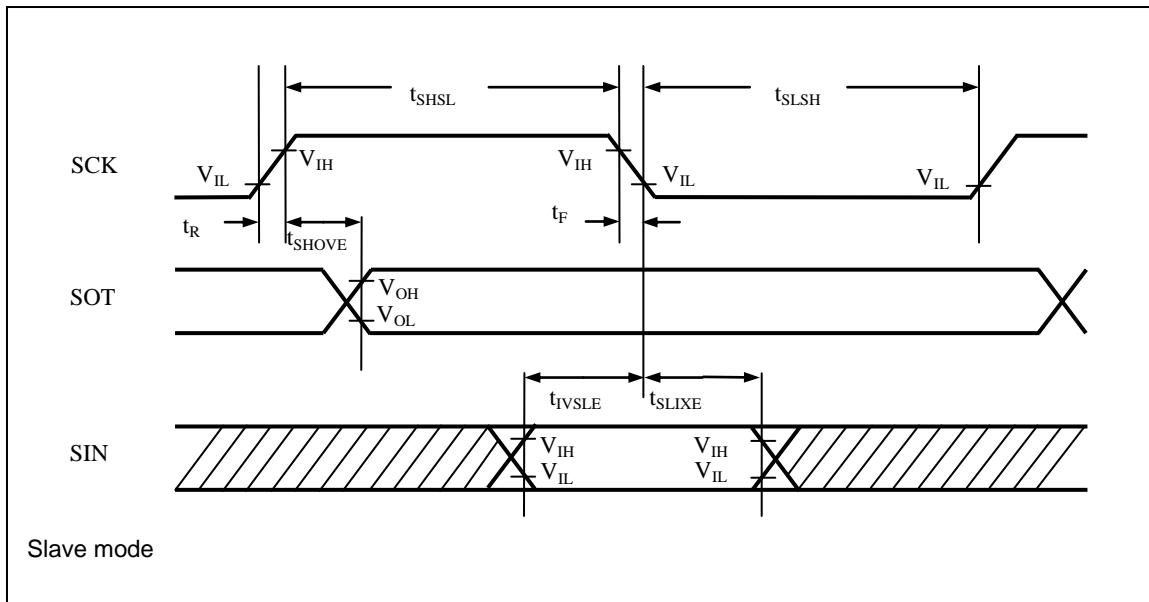 tSHSL
tSLSH
SCK
VIH
VIH
VIL
VIL
VIL
tR
tSHOVE
tF
SOT
VOH
VOL
tIVSLE
tSLIXE
SIN
VIH
VIH
VIL
VIL
Slave mode